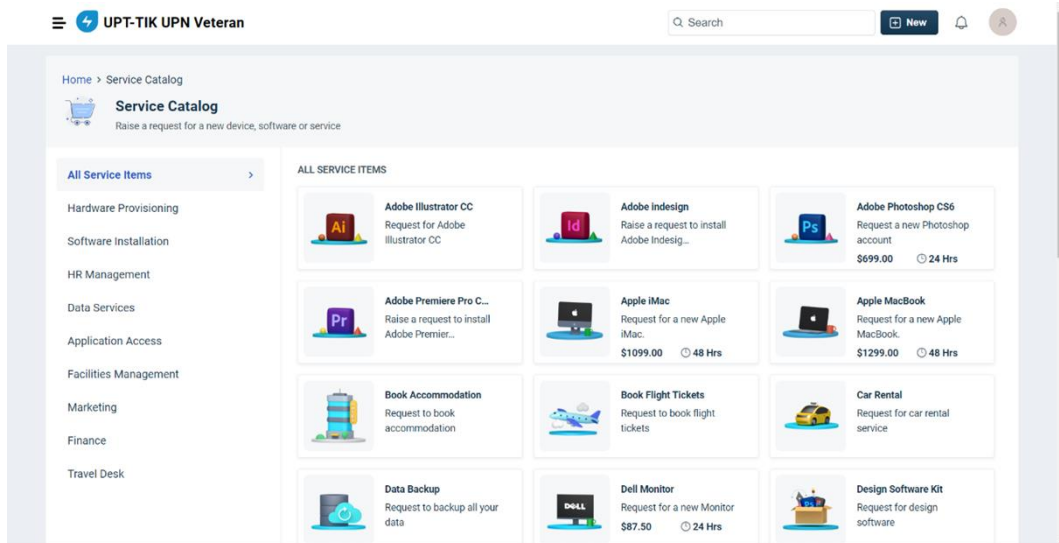 UPT-TIK UPN Veteran
Search
New
Home > Service Catalog
Service Catalog
Raise a request for a new device, software or service
All Service Items
Hardware Provisioning
Software Installation
HR Management
Data Services
Application Access
Facilities Management
Marketing
Finance
Travel Desk
ALL SERVICE ITEMS
Ai
Adobe Illustrator CC
Request for Adobe
Illustrator CC
Id
Adobe indesign
Raise a request to install
Adobe Indesig...
Ps
Adobe Photoshop CS6
Request a new Photoshop
account
$699.00 24 Hrs
Pr
Adobe Premiere Pro C...
Raise a request to install
Adobe Premier...
Apple iMac
Request for a new Apple
iMac.
$1099.00 48 Hrs
Apple MacBook
Request for a new Apple
MacBook.
$1299.00 48 Hrs
Book Accommodation
Request to book
accommodation
Book Flight Tickets
Request to book flight
tickets
Car Rental
Request for car rental
service
Data Backup
Request to backup all your
data
DELL
Dell Monitor
Request for a new Monitor
$87.50 24 Hrs
Design Software Kit
Request for design
software